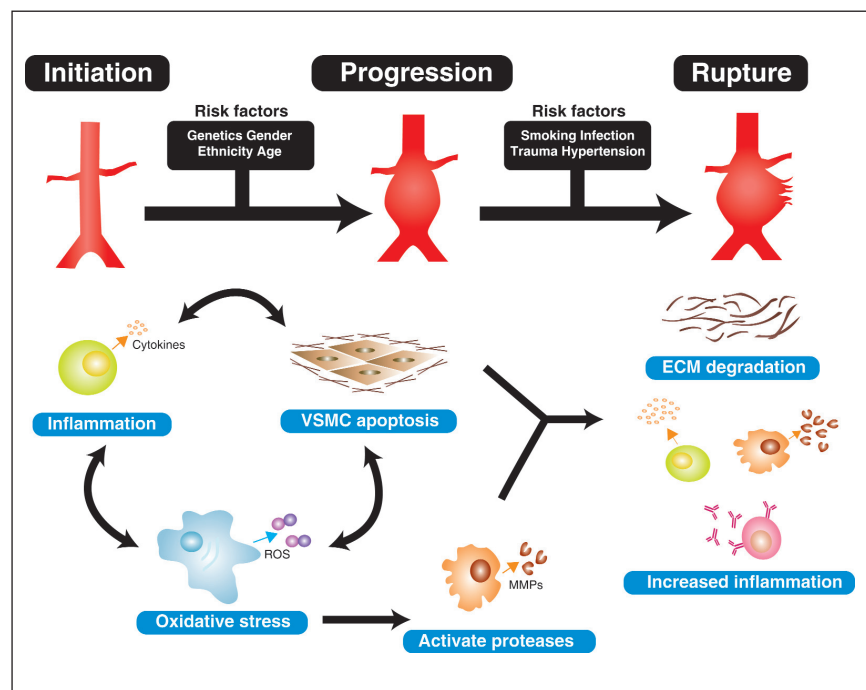 Initiation
Progression
Rupture
Risk factors
Genetics Gender
Ethnicity Age
Risk factors
Smoking Infection
Trauma Hypertension
Cytokines
Inflammation
VSMC apoptosis
ECM degradation
ROS
Oxidative stress
MMPs
Activate proteases
Increased inflammation